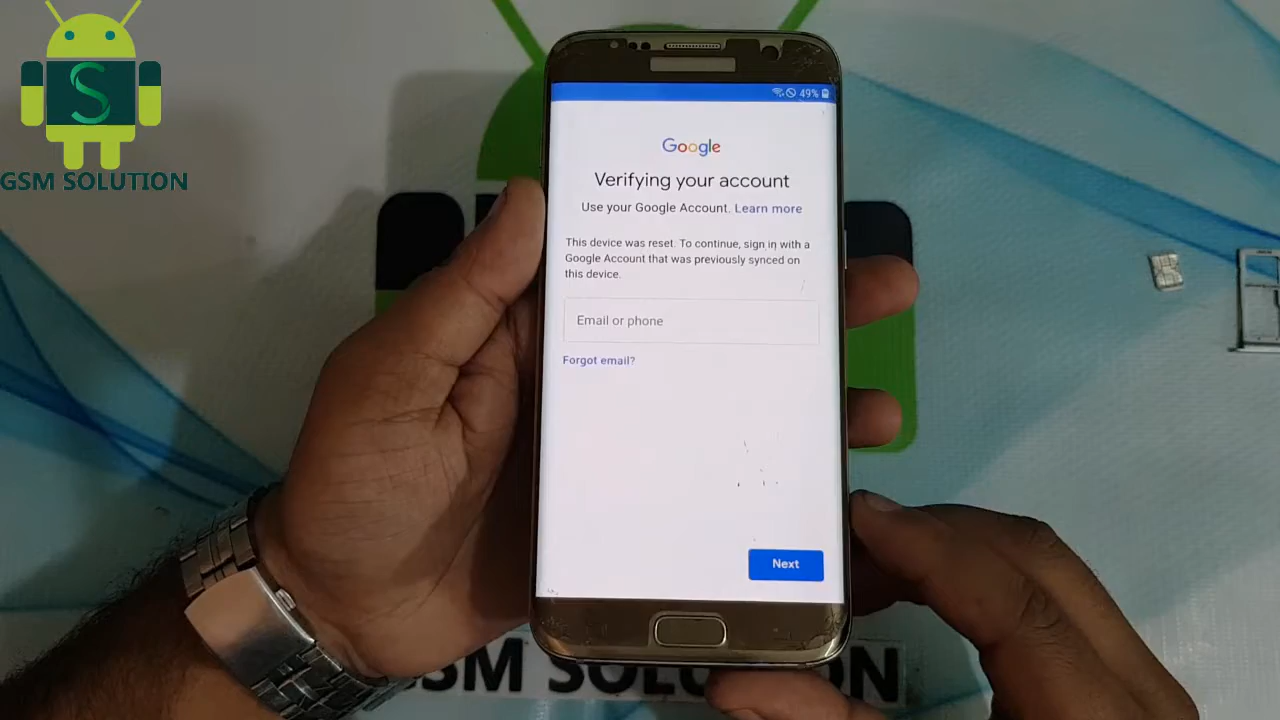 S
GSM SOLUTION
49%
Google
Verifying your account
Use your Google Account. Learn more
This device was reset. To continue, sign in with a
Google Account that was previously synced on
this device.
Email or phone
Forgot email?
Next
GSM SOLUTION